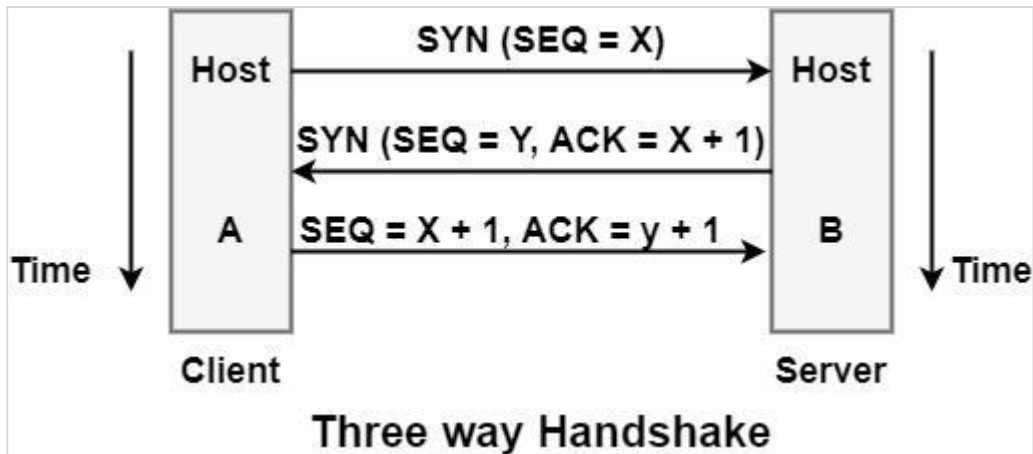 SYN (SEQ = X)
Host
Host
SYN (SEQ = Y, ACK = X + 1)
A
SEQ = X + 1, ACK = y + 1
B
Time
Time
Client
Server
Three way Handshake